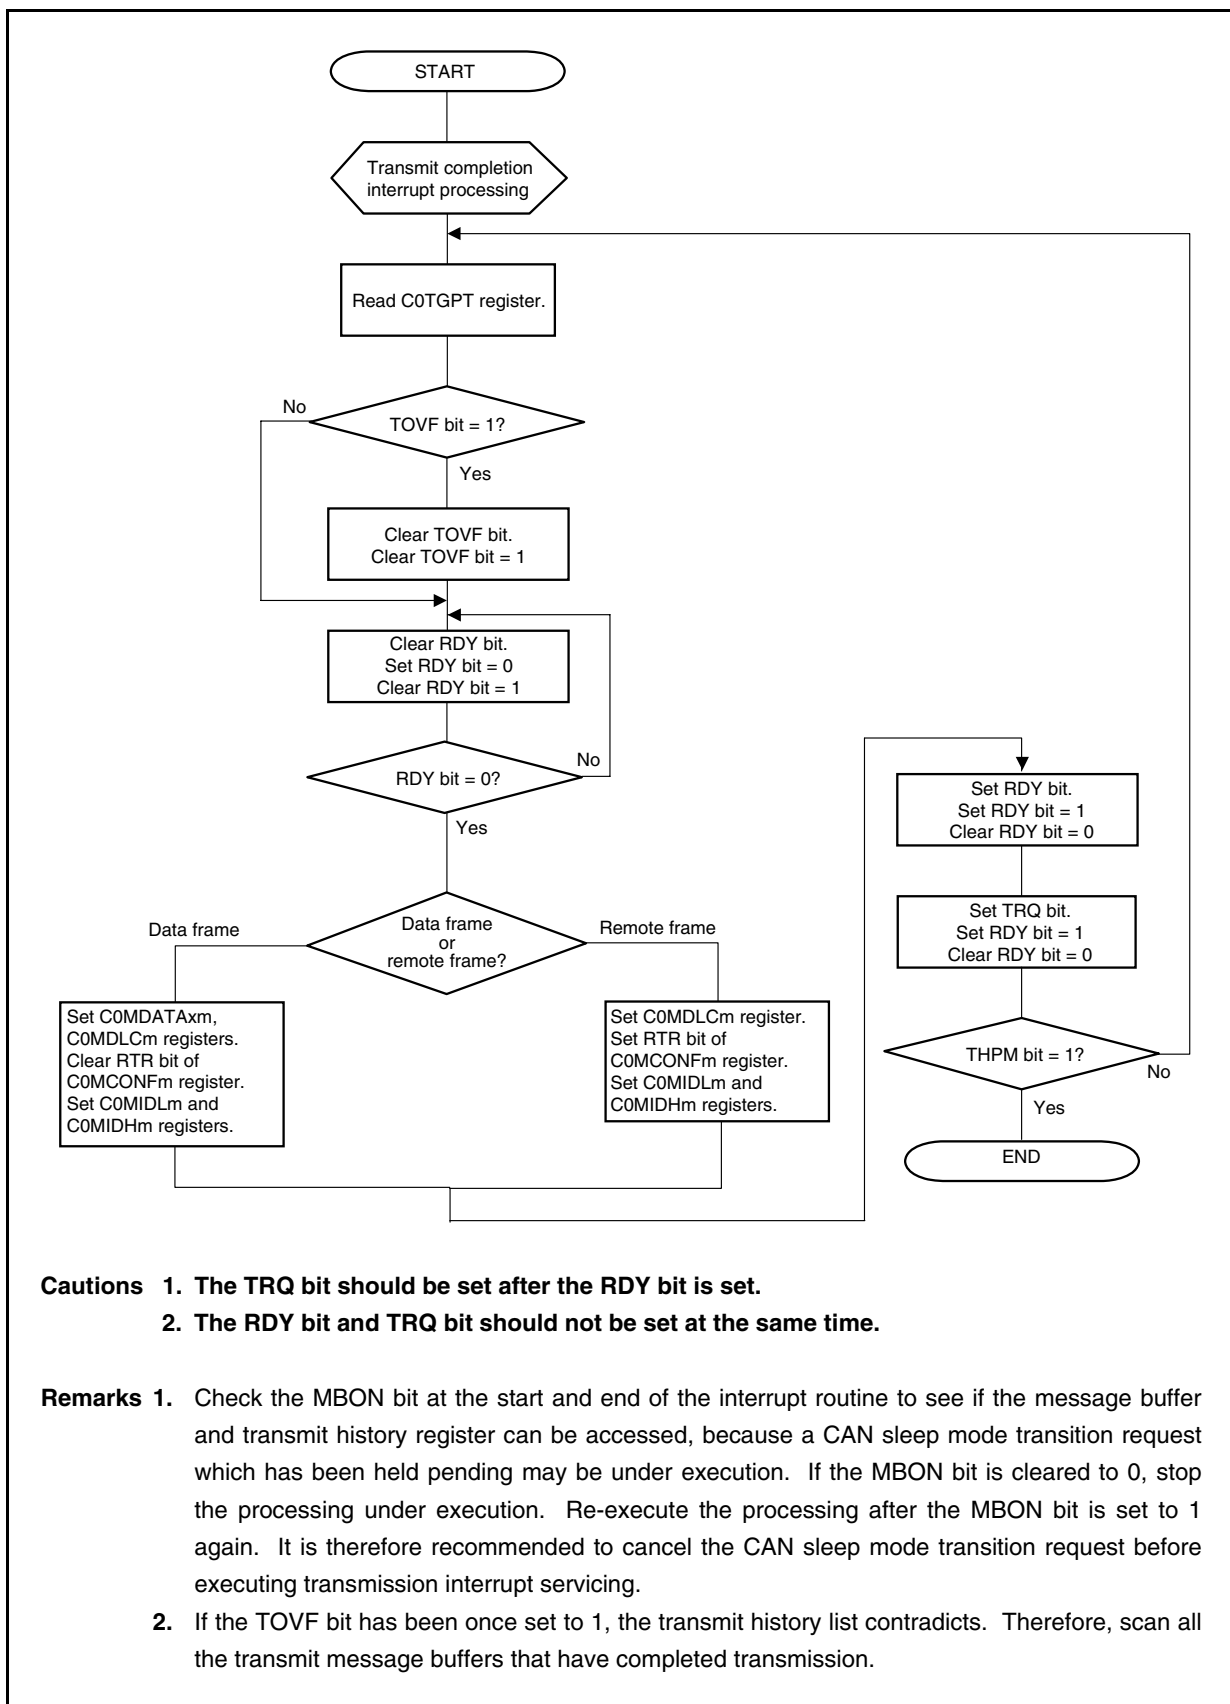 START
Transmit completion
interrupt processing
Read C0TGPT register.
No
TOVF bit = 1?
Yes
Clear TOVF bit.
Clear TOVF bit = 1
Clear RDY bit.
Set RDY bit = 0
Clear RDY bit = 1
No
RDY bit = 0?
Yes
Data frame
Data frame
or
remote frame?
Remote frame
Set C0MDATAxm,
C0MDLCm registers.
Clear RTR bit of
C0MCONFm register.
Set C0MIDLm and
C0MIDHm registers.
Set C0MDLCm register.
Set RTR bit of
C0MCONFm register.
Set C0MIDLm and
C0MIDHm registers.
Set RDY bit.
Set RDY bit = 1
Clear RDY bit = 0
Set TRQ bit.
Set RDY bit = 1
Clear RDY bit = 0
THPM bit = 1?
No
Yes
END
Cautions 1. The TRQ bit should be set after the RDY bit is set.
2. The RDY bit and TRQ bit should not be set at the same time.
Remarks 1. Check the MBON bit at the start and end of the interrupt routine to see if the message buffer
and transmit history register can be accessed, because a CAN sleep mode transition request
which has been held pending may be under execution. If the MBON bit is cleared to 0, stop
the processing under execution. Re-execute the processing after the MBON bit is set to 1
again. It is therefore recommended to cancel the CAN sleep mode transition request before
executing transmission interrupt servicing.
2. If the TOVF bit has been once set to 1, the transmit history list contradicts. Therefore, scan all
the transmit message buffers that have completed transmission.